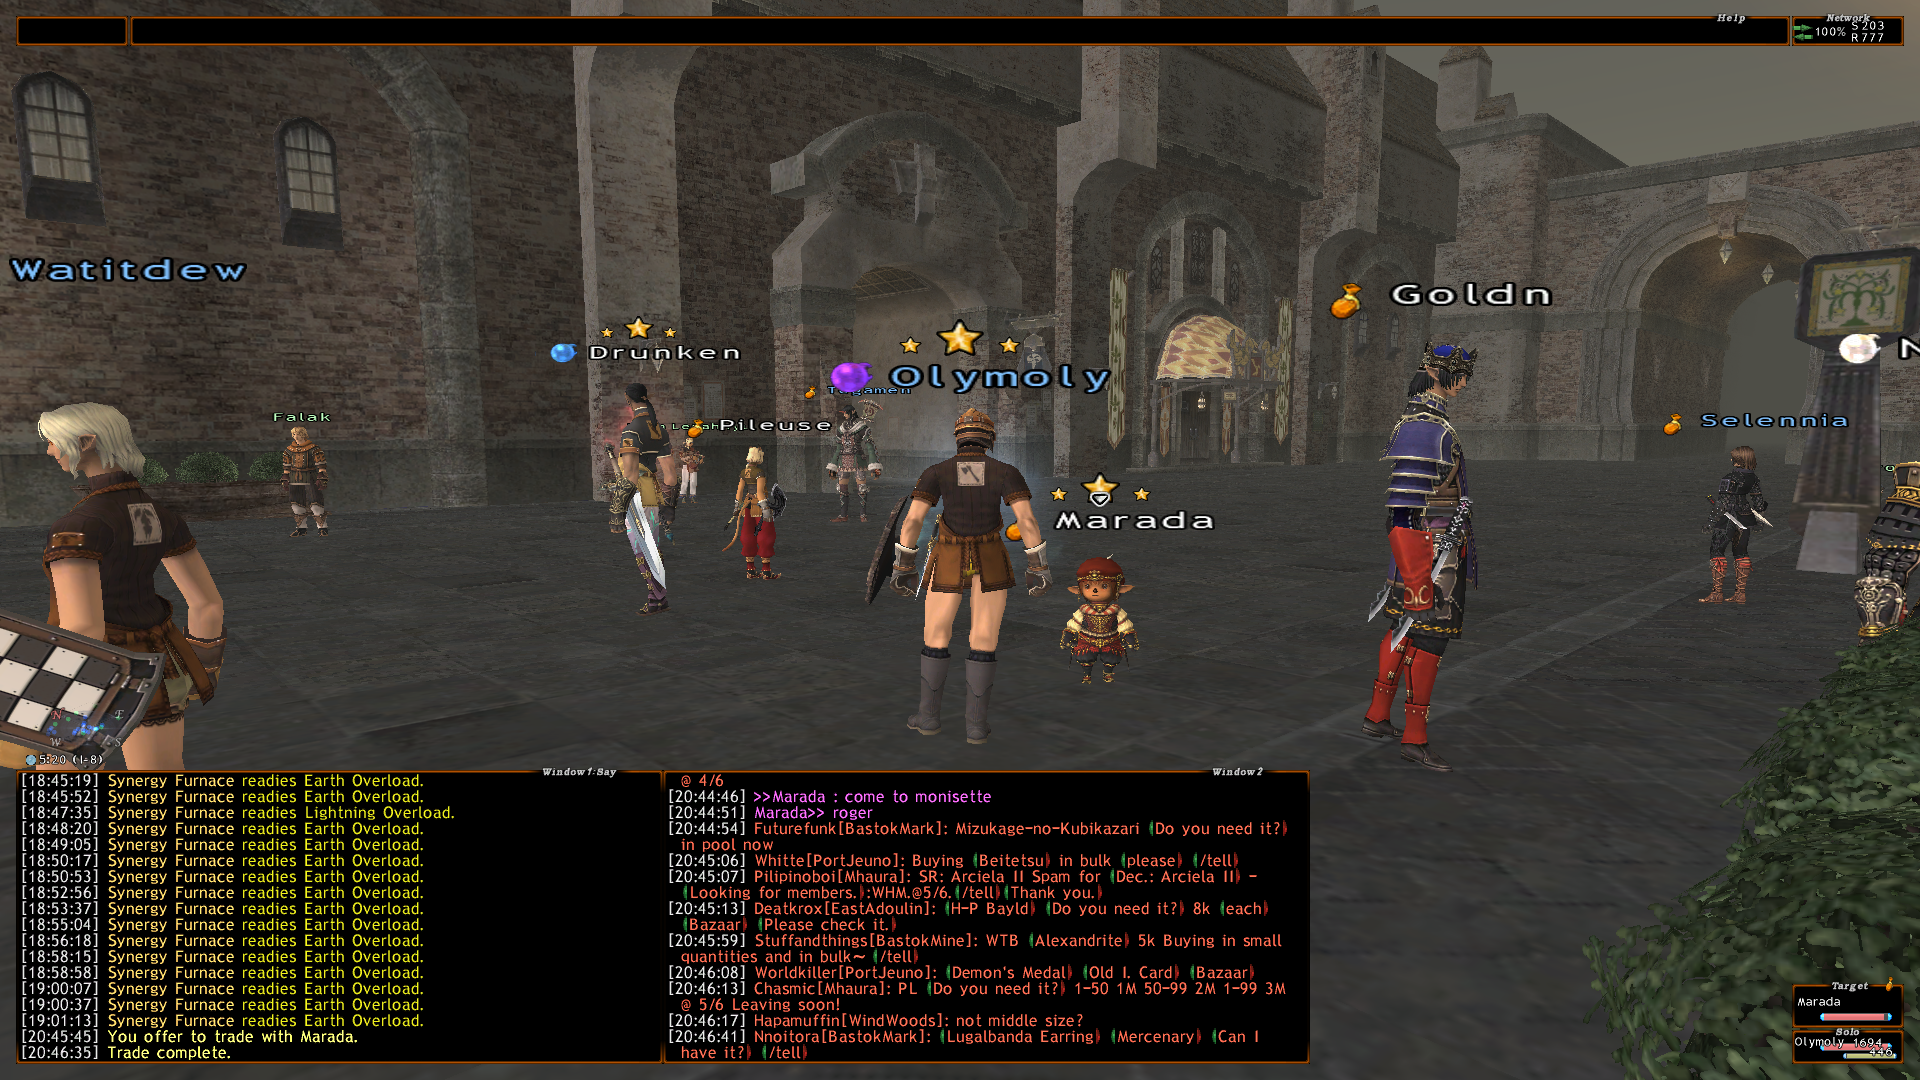 Help
Network
100% S 203
R 777
Watitdew
Goldn
Drunken
Olymoly
Falak
Pileuse
Selennia
Marada
N E
W S
5:20 (I-8)
Window1:Say
[18:45:19] Synergy Furnace readies Earth Overload.
[18:45:52] Synergy Furnace readies Earth Overload.
[18:47:35] Synergy Furnace readies Lightning Overload.
[18:48:20] Synergy Furnace readies Earth Overload.
[18:49:05] Synergy Furnace readies Earth Overload.
[18:50:17] Synergy Furnace readies Earth Overload.
[18:50:53] Synergy Furnace readies Earth Overload.
[18:52:56] Synergy Furnace readies Earth Overload.
[18:53:37] Synergy Furnace readies Earth Overload.
[18:55:04] Synergy Furnace readies Earth Overload.
[18:56:18] Synergy Furnace readies Earth Overload.
[18:58:15] Synergy Furnace readies Earth Overload.
[18:58:58] Synergy Furnace readies Earth Overload.
[19:00:07] Synergy Furnace readies Earth Overload.
[19:00:37] Synergy Furnace readies Earth Overload.
[19:01:13] Synergy Furnace readies Earth Overload.
[20:45:45] You offer to trade with Marada.
[20:46:35] Trade complete.
Window2
@ 4/6
[20:44:46] >>Marada : come to monisette
[20:44:51] Marada>> roger
[20:44:54] Futurefunk[BastokMark]: Mizukage-no-Kubikazari (Do you need it?)
in pool now
[20:45:06] Whitte[PortJeuno]: Buying (Beitetsu) in bulk (please) (/tell)
[20:45:07] Pilipinoboi[Mhaura]: SR: Arciela II Spam for (Dec.: Arciela II) -
(Looking for members.):WHM.@5/6.(/tell)(Thank you.)
[20:45:13] Deatkrox[EastAdoulin]: (H-P Bayld) (Do you need it?) 8k (each)
(Bazaar) (Please check it.)
[20:45:59] Stuffandthings[BastokMine]: WTB (Alexandrite) 5k Buying in small
quantities and in bulk~ (/tell)
[20:46:08] Worldkiller[PortJeuno]: (Demon's Medal) (Old I. Card) (Bazaar)
[20:46:13] Chasmic[Mhaura]: PL (Do you need it?) 1-50 1M 50-99 2M 1-99 3M
@ 5/6 Leaving soon!
[20:46:17] Hapamuffin[WindWoods]: not middle size?
[20:46:41] Nnoitora[BastokMark]: (Lugalbanda Earring) (Mercenary) (Can I
have it?) (/tell)
Target
Marada
Solo
Olymoly 1694
446